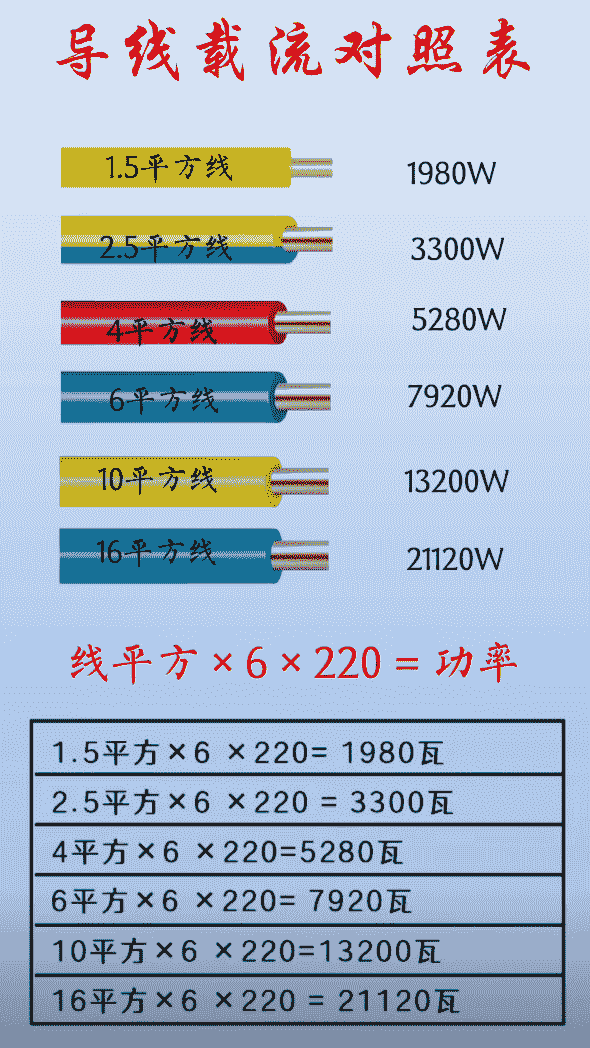 导线载流对照表
1.5平方线 1980W
2.5平方线 3300W
4平方线 5280W
6平方线 7920W
10平方线 13200W
16平方线 21120W
线平方×6×220=功率
1.5平方×6 ×220= 1980瓦
2.5平方×6 ×220 = 3300瓦
4平方×6 ×220=5280瓦
6平方×6 ×220= 7920瓦
10平方×6 ×220=13200瓦
16平方×6 ×220 = 21120瓦